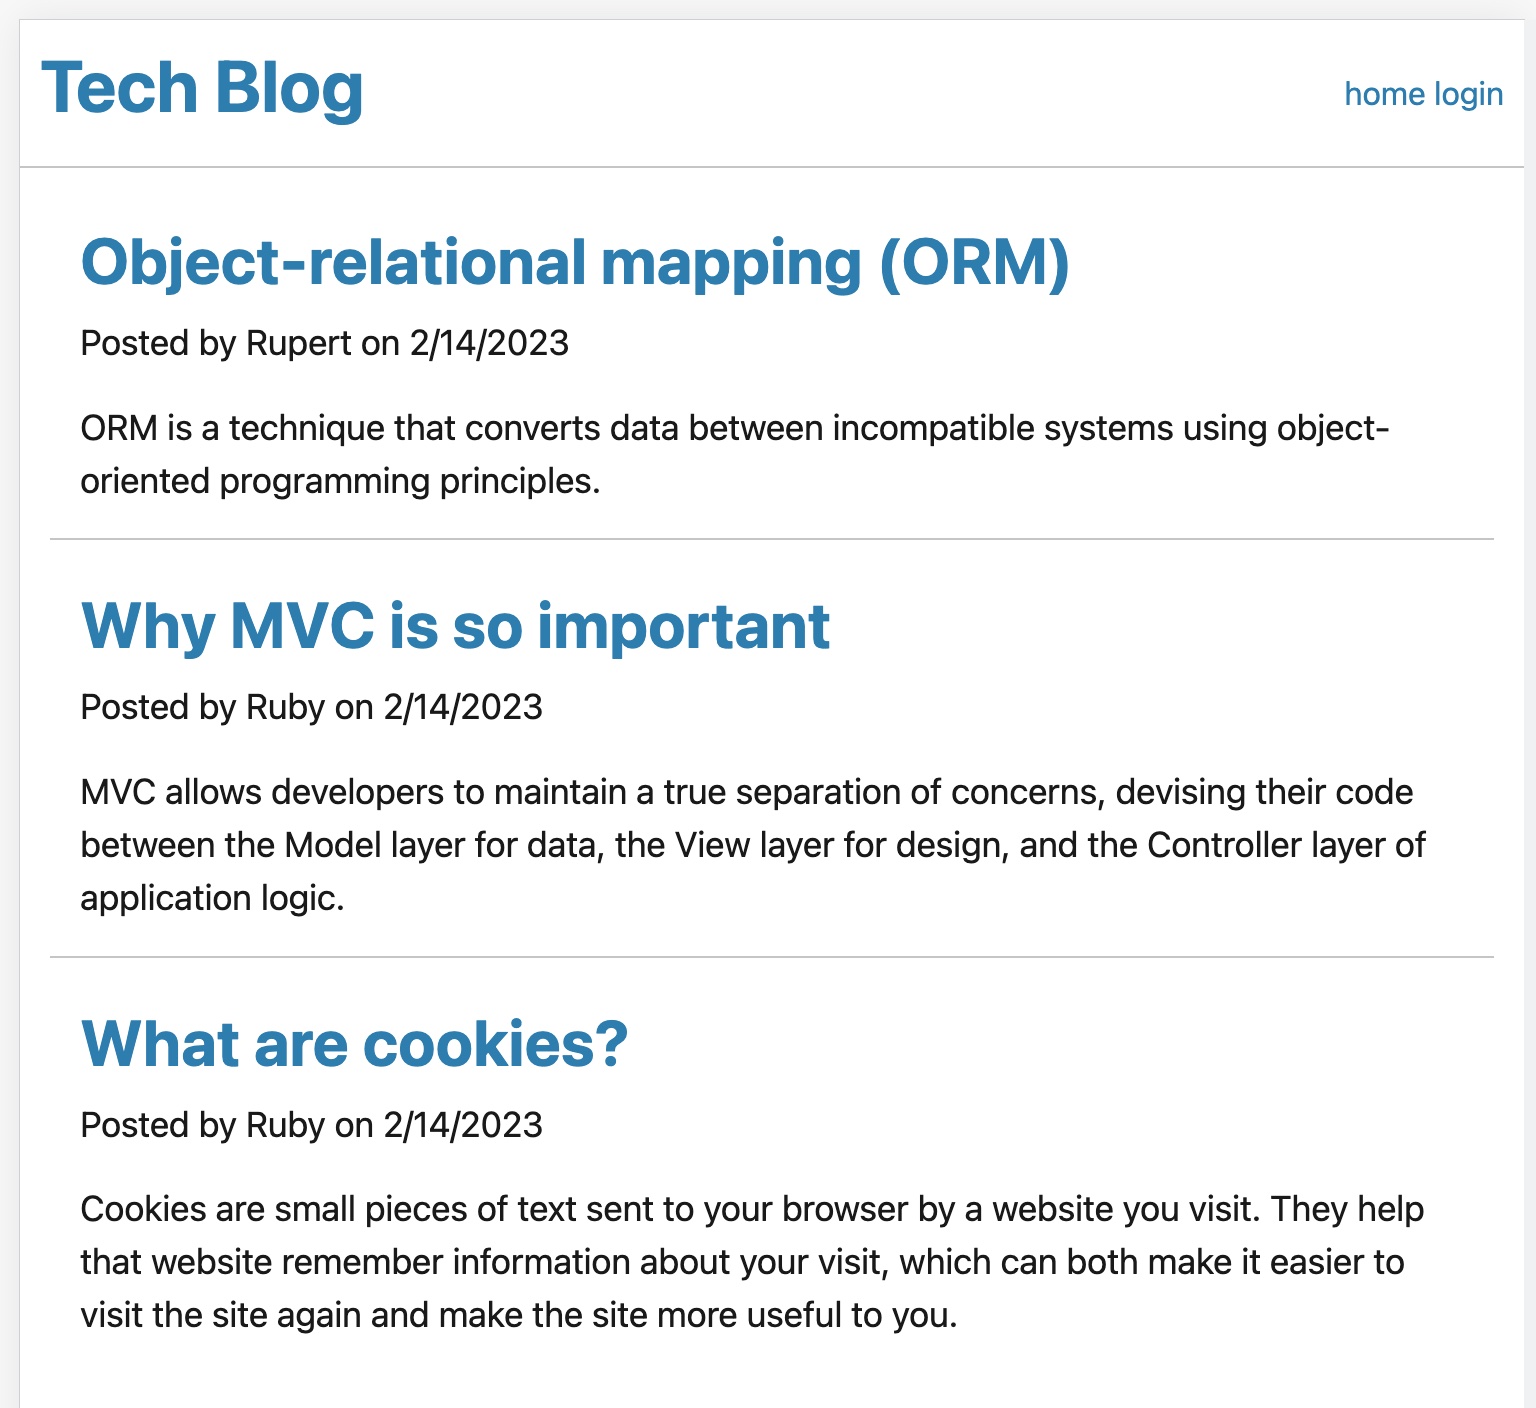 Tech Blog
home login
Object-relational mapping (ORM)
Posted by Rupert on 2/14/2023
ORM is a technique that converts data between incompatible systems using object-
oriented programming principles.
Why MVC is so important
Posted by Ruby on 2/14/2023
MVC allows developers to maintain a true separation of concerns, devising their code
between the Model layer for data, the View layer for design, and the Controller layer of
application logic.
What are cookies?
Posted by Ruby on 2/14/2023
Cookies are small pieces of text sent to your browser by a website you visit. They help
that website remember information about your visit, which can both make it easier to
visit the site again and make the site more useful to you.